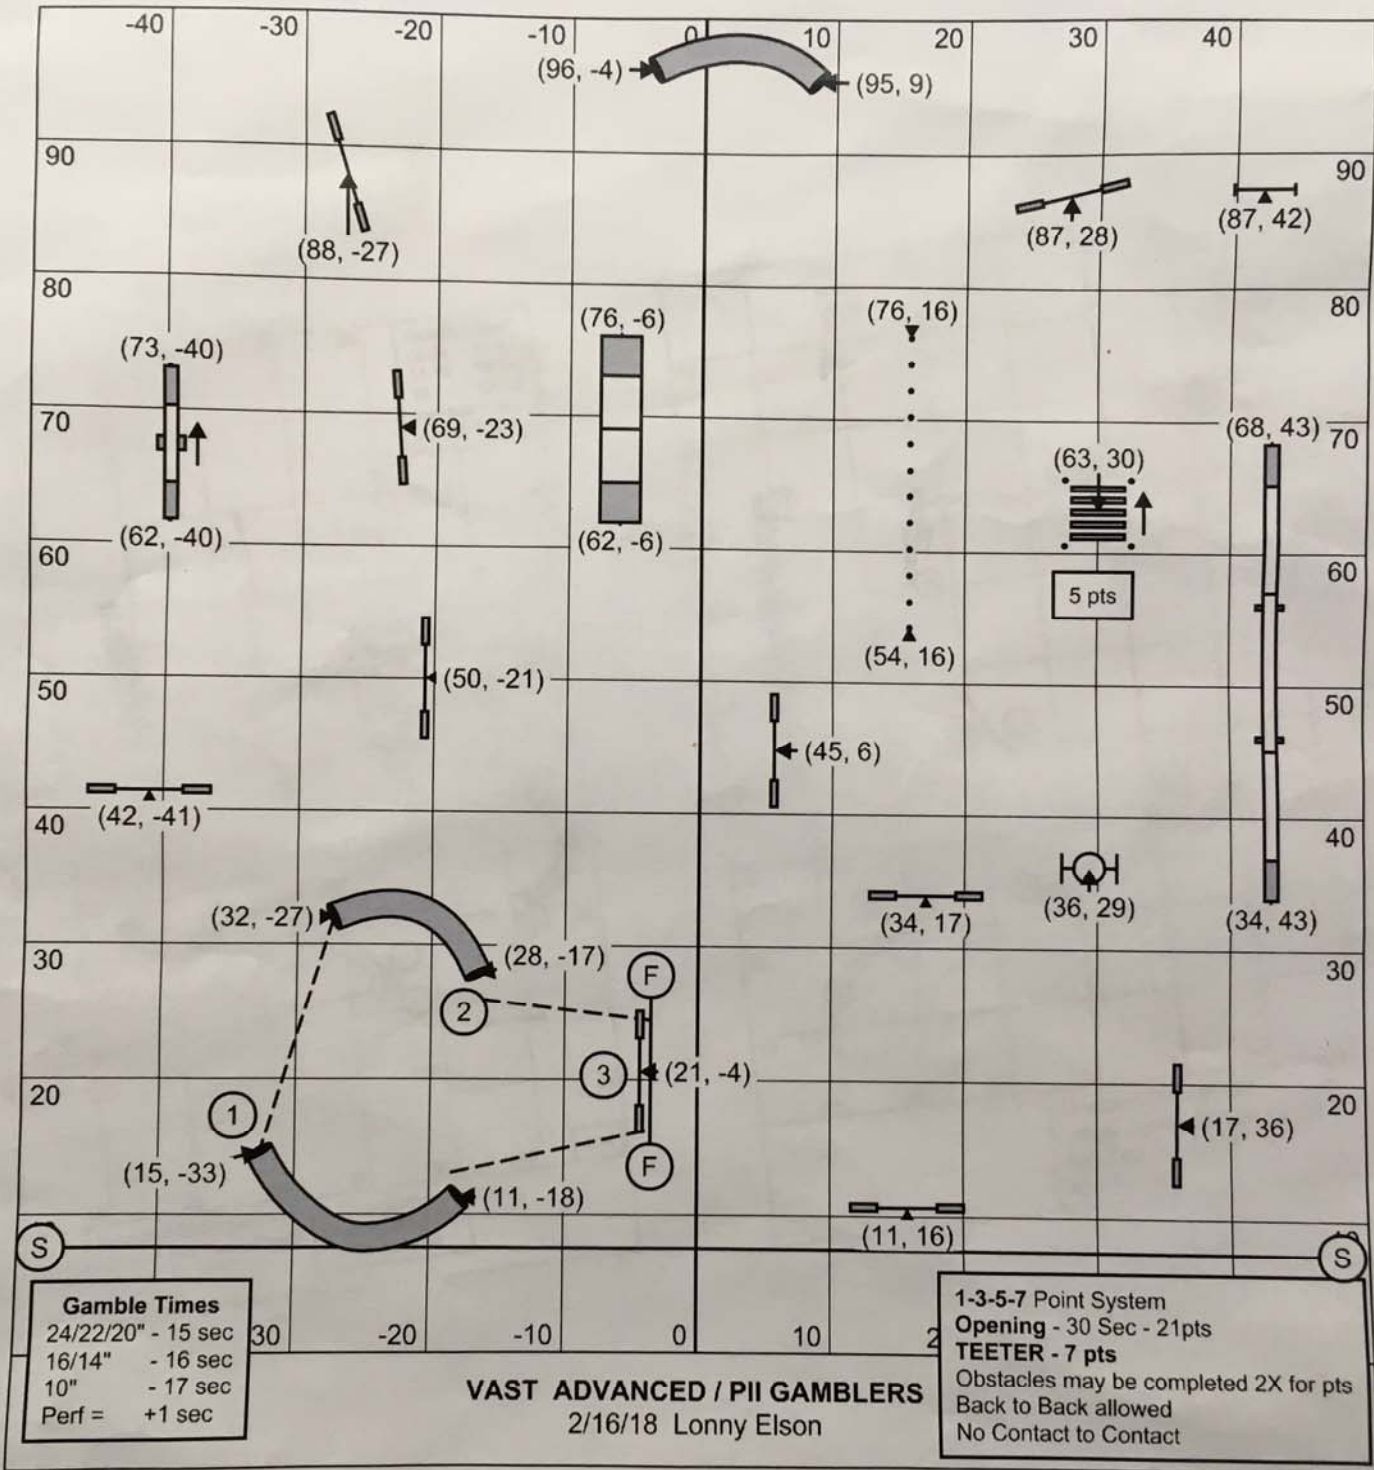 -40 -30 -20 -10 0 10 20 30 40
(96, -4) (95, 9)
90 90
(88, -27) (87, 28) (87, 42)
80 80
(73, -40) (76, -6) (76, 16)
70 (69, -23) (68, 43) 70
(63, 30)
(62, -40) (62, -6)
60 60
5 pts
(54, 16)
50 (50, -21) 50
(45, 6)
(42, -41)
40 40
(32, -27) (34, 17) (36, 29) (34, 43)
30 (28, -17) F 30
2
3 (21, -4)
20 20
1 (17, 36)
(15, -33) F
(11, -18)
(11, 16)
S S
30 -20 -10 0 10 2
Gamble Times
24/22/20" - 15 sec
16/14" - 16 sec
10" - 17 sec
Perf = +1 sec
VAST ADVANCED / PII GAMBLERS
2/16/18 Lonny Elson
1-3-5-7 Point System
Opening - 30 Sec - 21pts
TEETER - 7 pts
Obstacles may be completed 2X for pts
Back to Back allowed
No Contact to Contact